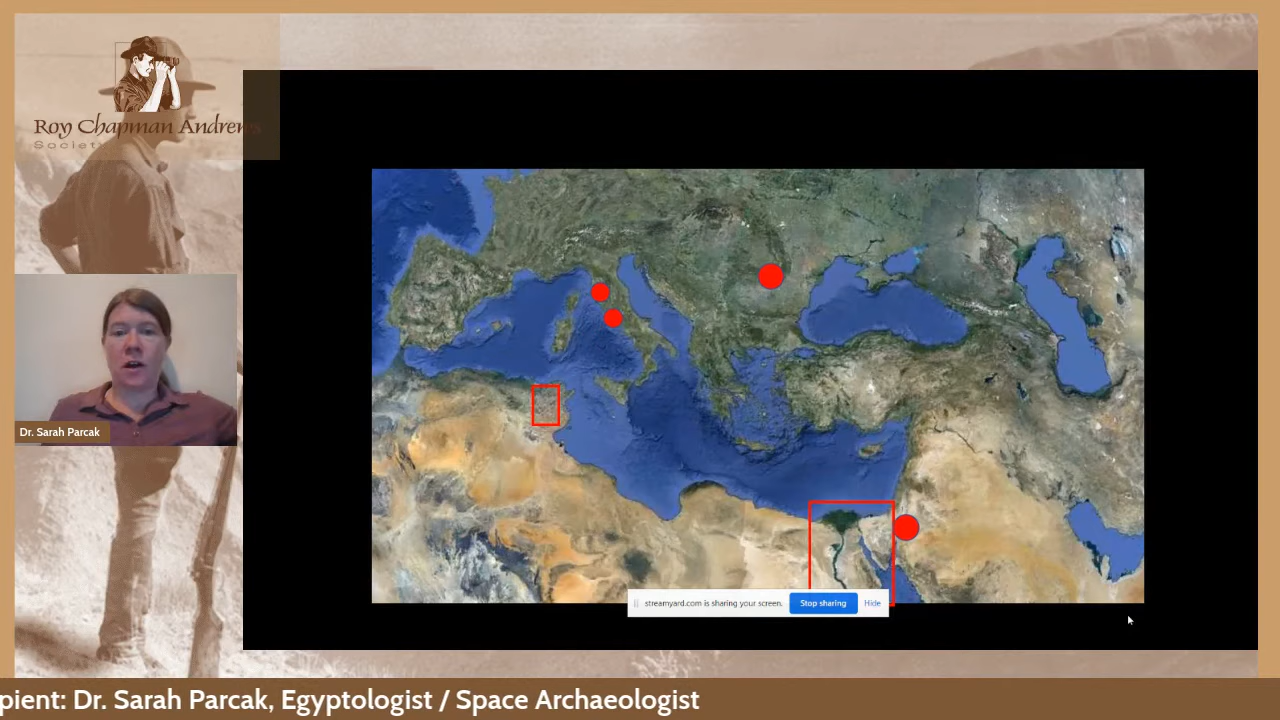 Roy Chapman Andrews
Society
Dr. Sarah Parcak
streamyard.com is sharing your screen.
Stop sharing
Hide
pient: Dr. Sarah Parcak, Egyptologist / Space Archaeologist